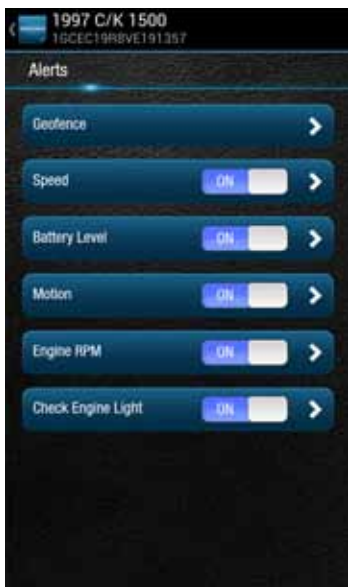 1997 C/K 1500
1GCEC19R8VE191357
Alerts
Geofence
Speed ON
Battery Level ON
Motion ON
Engine RPM ON
Check Engine Light ON